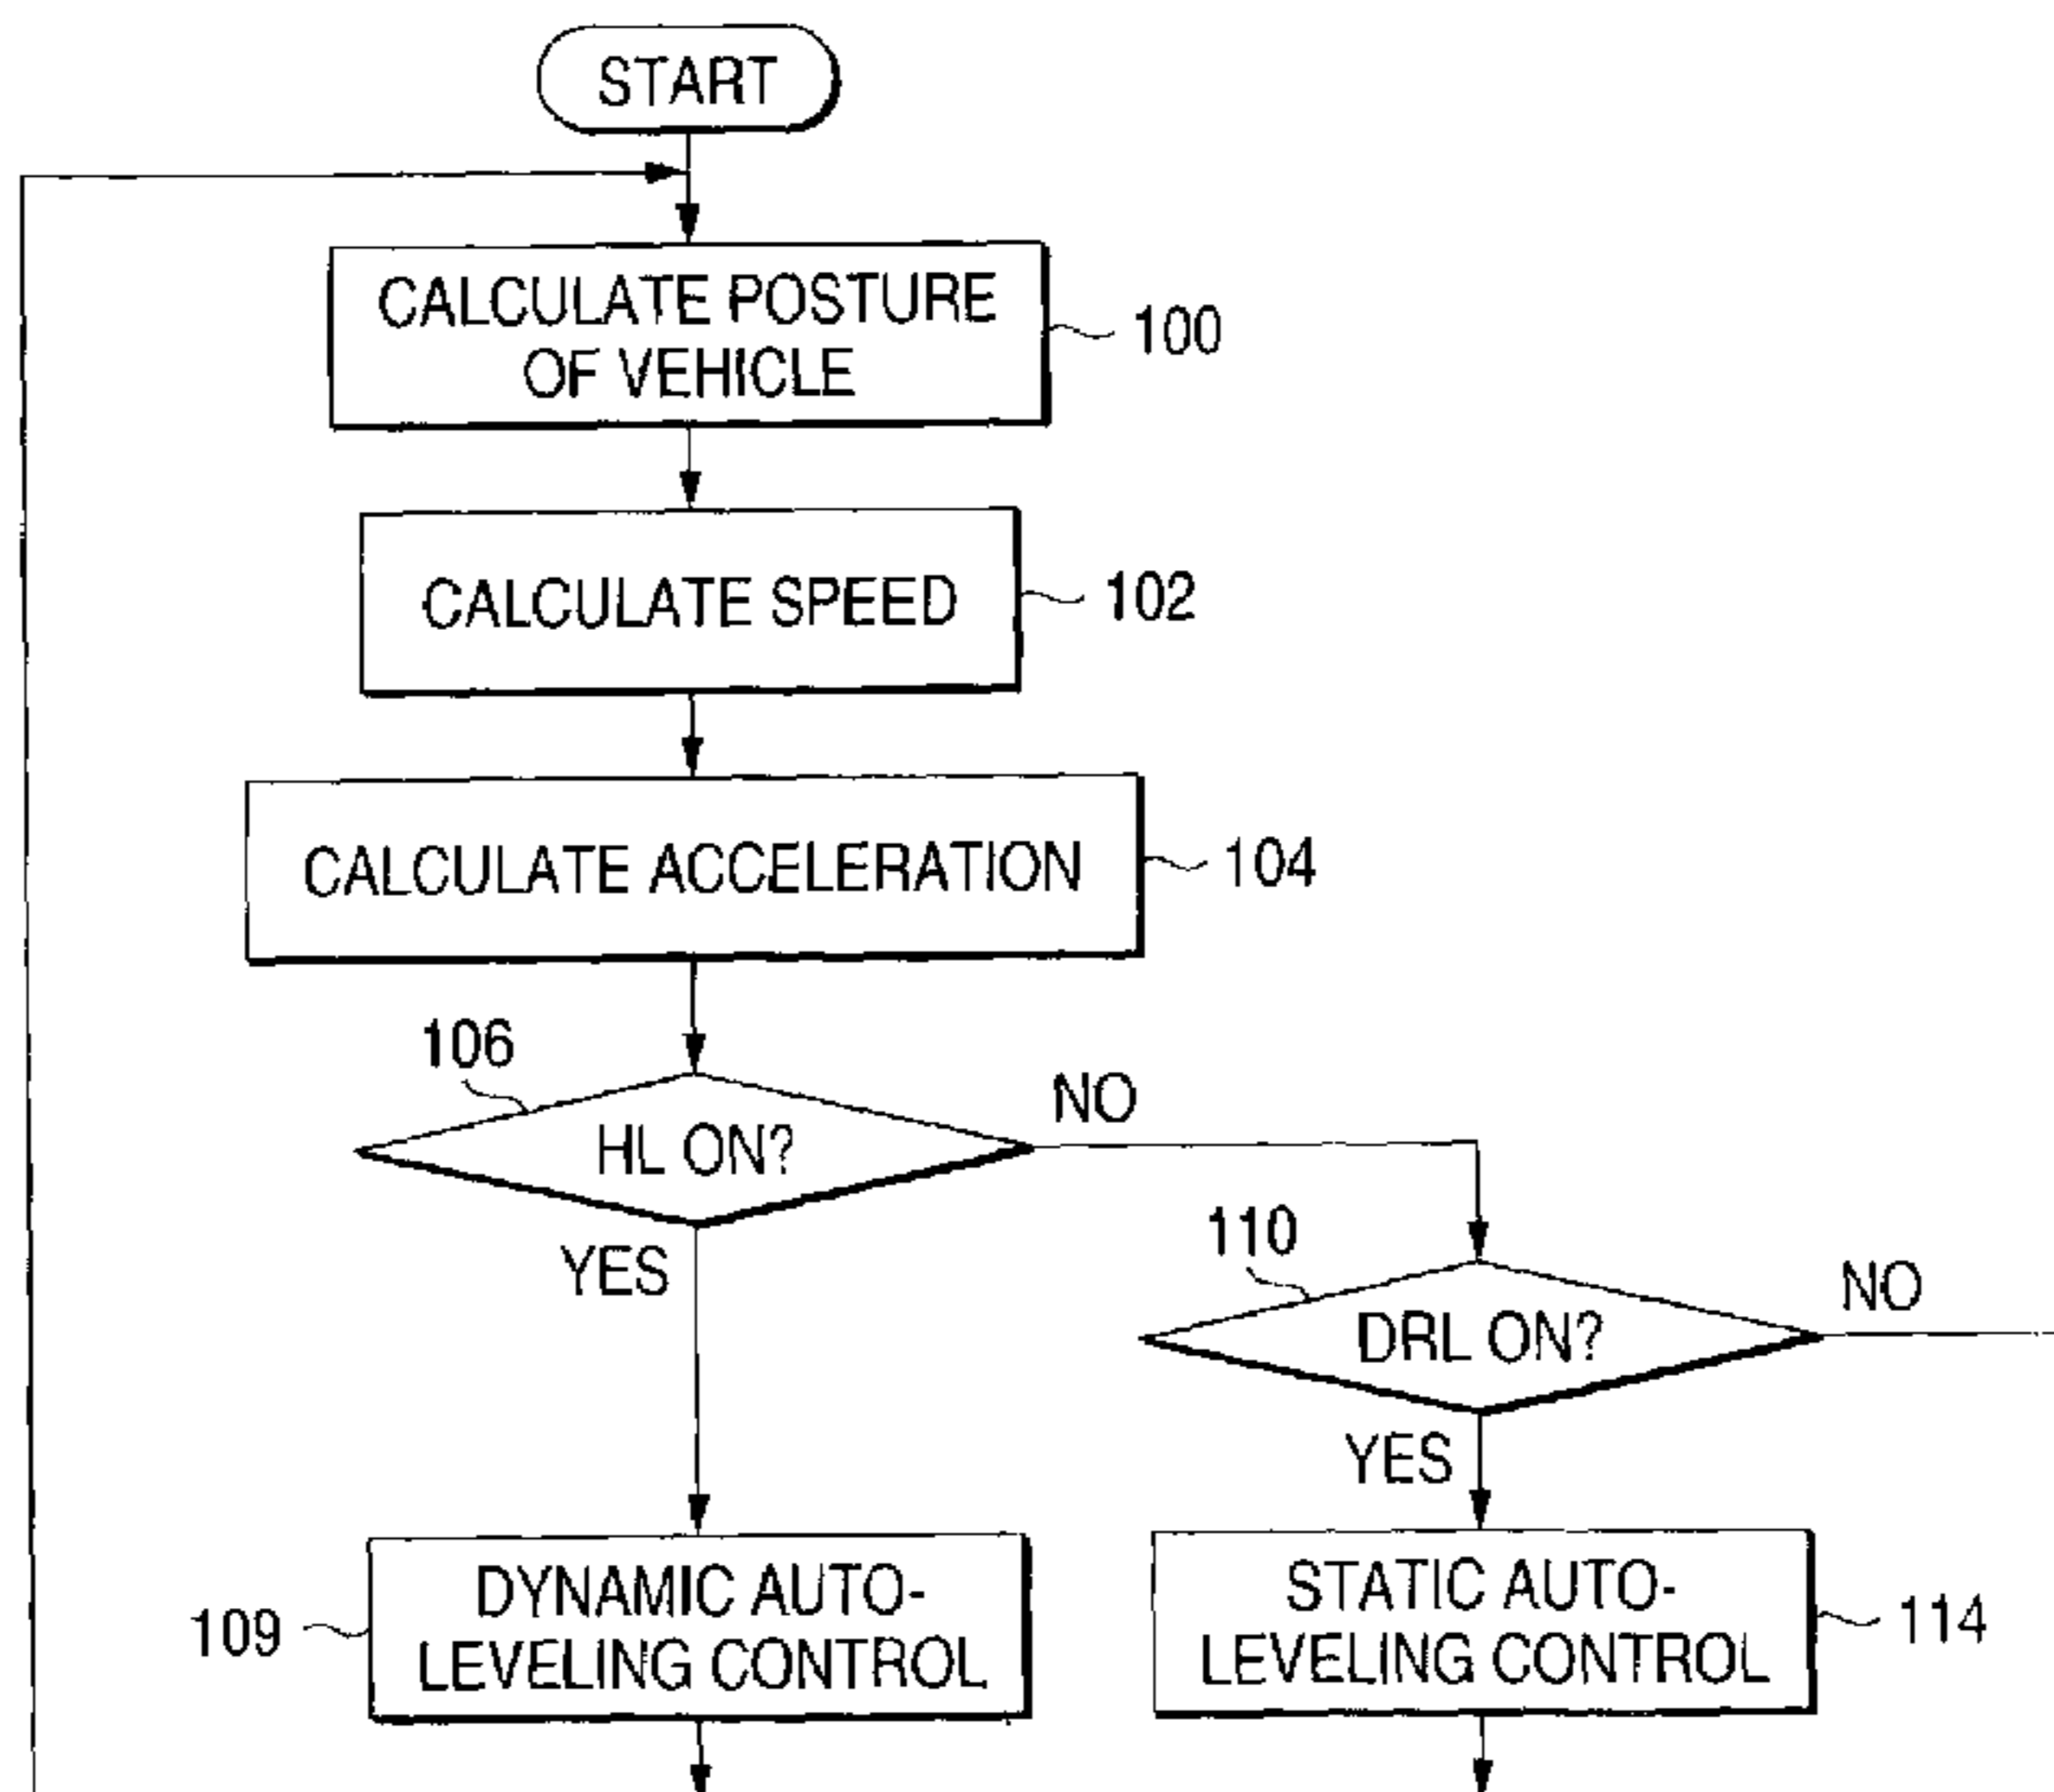 START
CALCULATE POSTURE
OF VEHICLE
100
CALCULATE SPEED
102
CALCULATE ACCELERATION
104
106
HL ON?
NO
YES
110
DRL ON?
NO
YES
109
DYNAMIC AUTO-
LEVELING CONTROL
STATIC AUTO-
LEVELING CONTROL
114